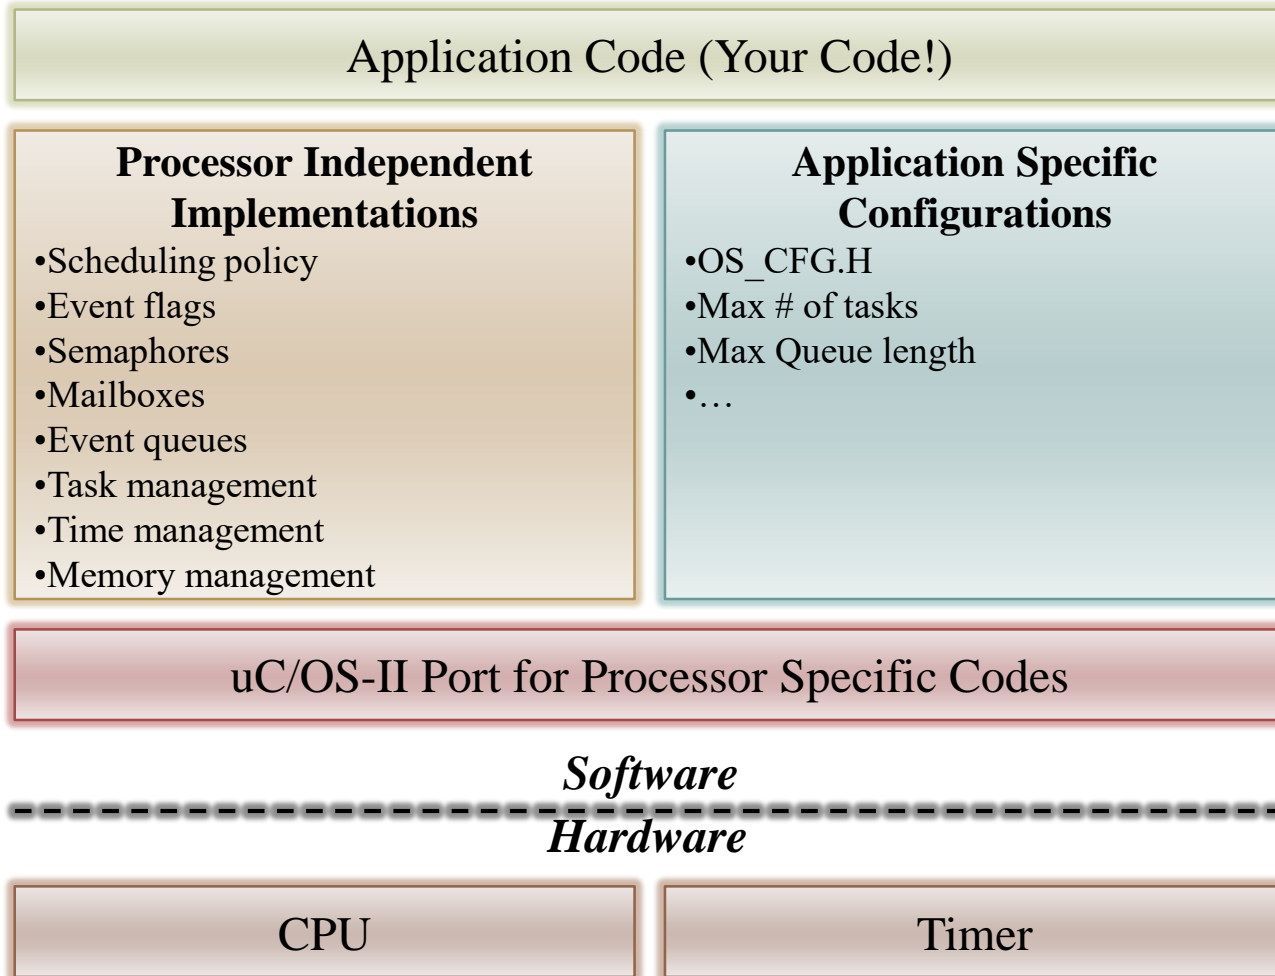 Application Code (Your Code!)
Processor Independent
Implementations
•Scheduling policy
•Event flags
•Semaphores
•Mailboxes
•Event queues
•Task management
•Time management
•Memory management
Application Specific
Configurations
•OS_CFG.H
•Max # of tasks
•Max Queue length
•…
uC/OS-II Port for Processor Specific Codes
Software
Hardware
CPU
Timer